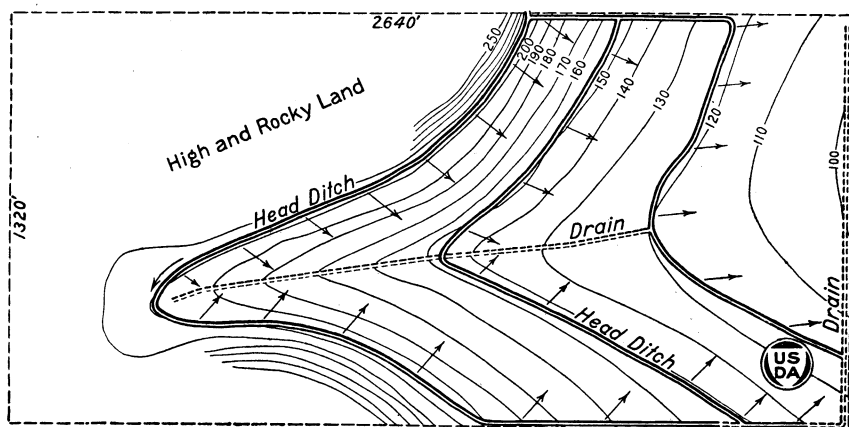 2640'
250
200
190
180
170
160
150
140
130
120
110
100
High and Rocky Land
1320'
Head Ditch
Drain
Head Ditch
Drain
US
DA